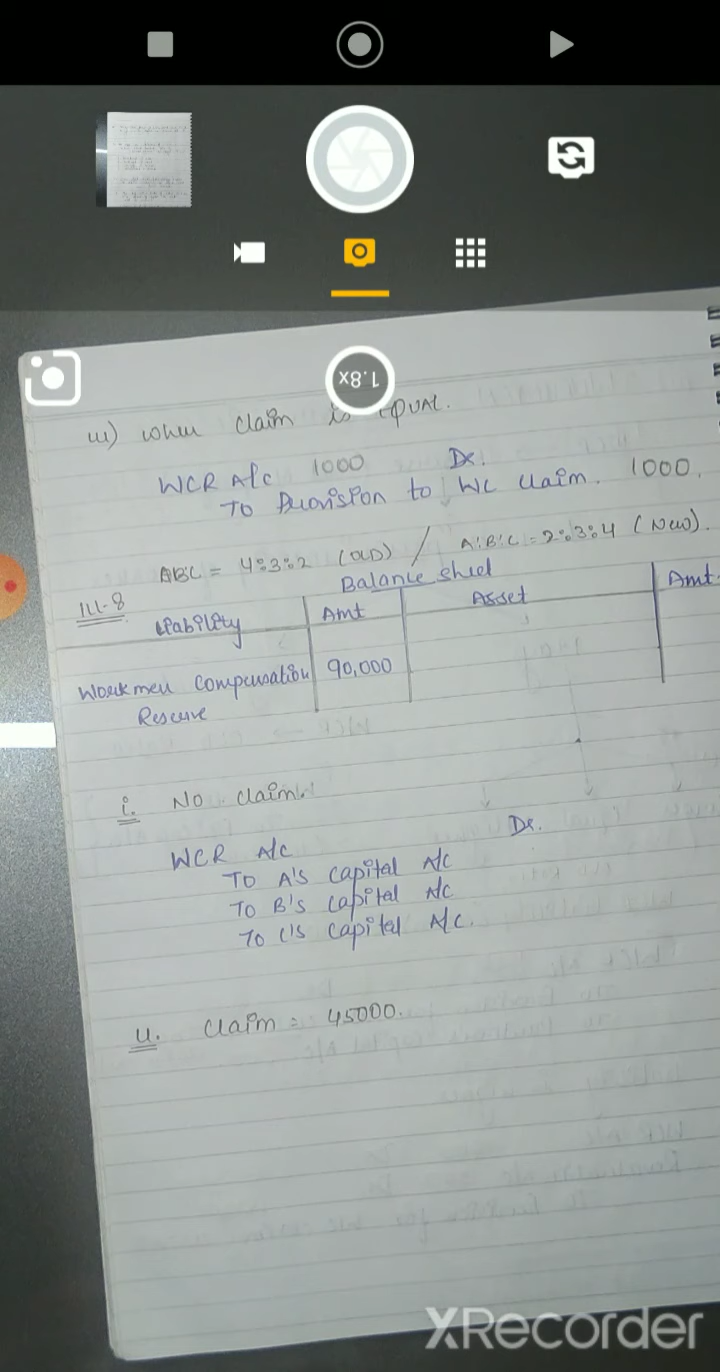 1.8x
iii) when claim is EQUAL.
WCR A/c 1000 Dr.
To Provision to WC claim. 1000.
ABC = 4:3:2 (OLD) / A:B:C = 2:3:4 (New).
Ill-8 Balance sheet
Liability Amt Asset Amt
Workmen Compensation 90,000
Reserve
i. No claim.
WCR A/c Dr.
To A's capital A/c
To B's capital A/c
To C's capital A/c.
ii. Claim = 45000.
XRecorder